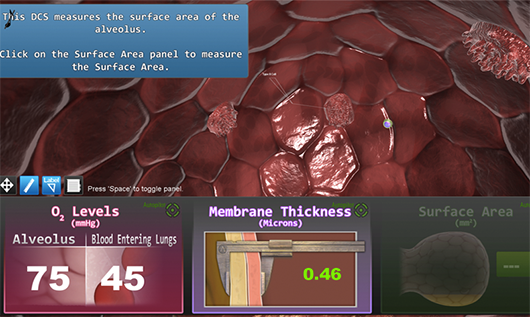 This DCS measures the surface area of the
alveolus.
Click on the Surface Area panel to measure
the Surface Area.
Label
Press 'Space' to toggle panel.
O₂ Levels
(mmHg)
Alveolus
Blood Entering Lungs
75
45
Membrane Thickness
(Microns)
0.46
Surface Area
(mm²)